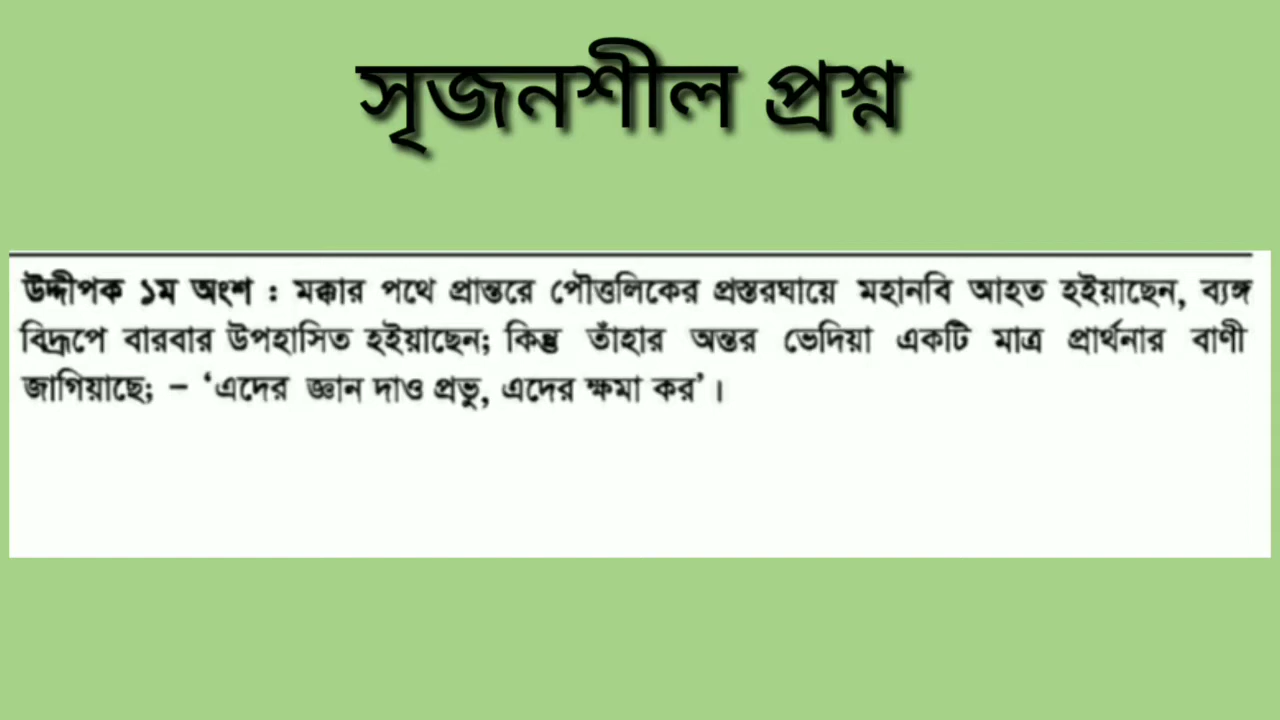 সৃজনশীল প্রশ্ন
উদ্দীপক ১ম অংশ : মক্কার পথে প্রান্তরে পৌত্তলিকের প্রস্তরঘায়ে মহানবি আহত হইয়াছেন, ব্যঙ্গ
বিদ্রূপে বারবার উপহাসিত হইয়াছেন; কিন্তু তাঁহার অন্তর ভেদিয়া একটি মাত্র প্রার্থনার বাণী
জাগিয়াছে; – ‘এদের জ্ঞান দাও প্রভু, এদের ক্ষমা কর’।